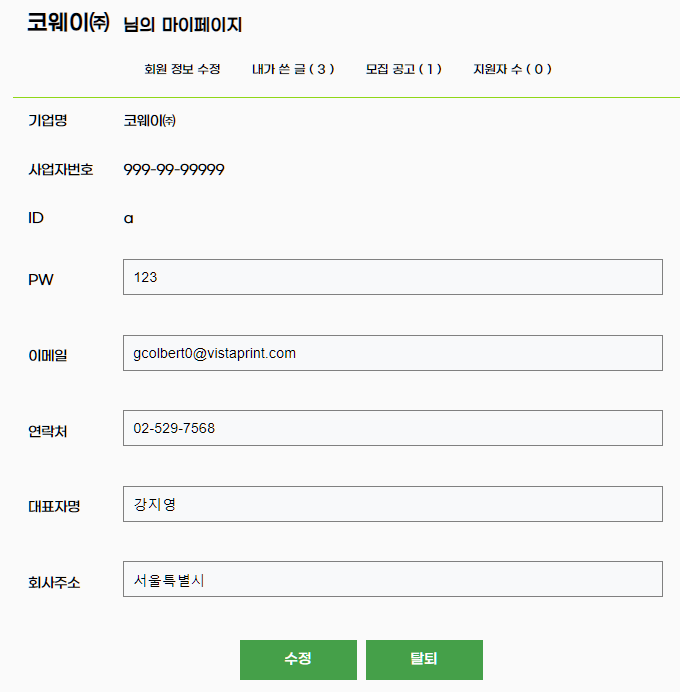 코웨이㈜ 님의 마이페이지
회원 정보 수정 내가 쓴 글 ( 3 ) 모집 공고 ( 1 ) 지원자 수 ( 0 )
기업명 코웨이㈜
사업자번호 999-99-99999
ID a
PW 123
이메일 gcolbert0@vistaprint.com
연락처 02-529-7568
대표자명 강지영
회사주소 서울특별시
수정 탈퇴